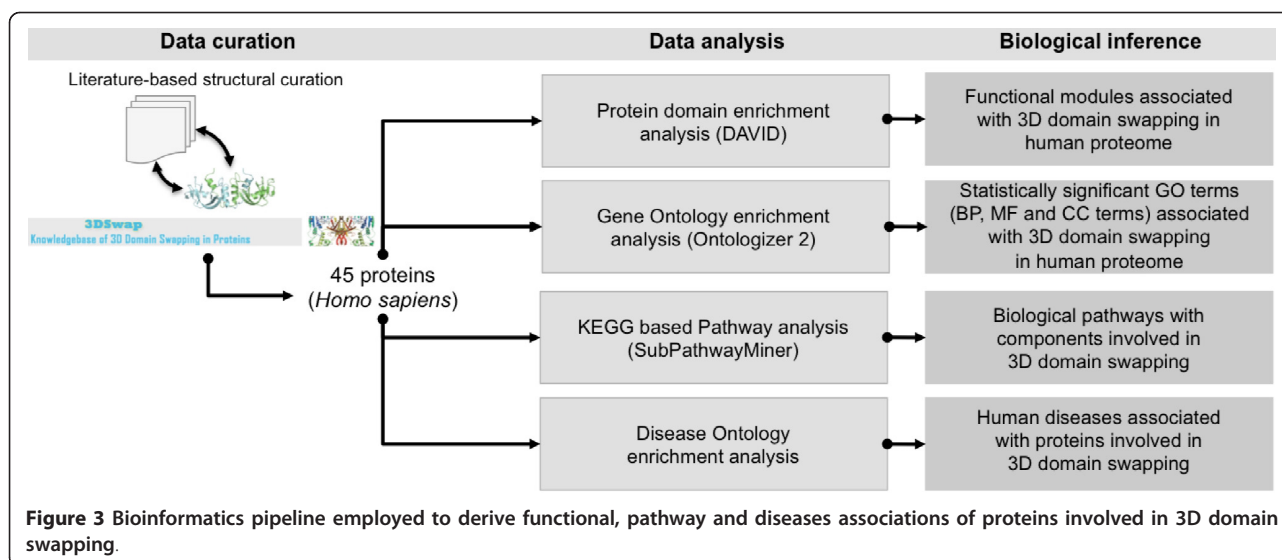 Data curation
Data analysis
Biological inference
Literature-based structural curation
3DSwap
Knowledgebase of 3D Domain Swapping in Proteins
45 proteins
(Homo sapiens)
Protein domain enrichment
analysis (DAVID)
Functional modules associated
with 3D domain swapping in
human proteome
Gene Ontology enrichment
analysis (Ontologizer 2)
Statistically significant GO terms
(BP, MF and CC terms) associated
with 3D domain swapping
in human proteome
KEGG based Pathway analysis
(SubPathwayMiner)
Biological pathways with
components involved in
3D domain swapping
Disease Ontology
enrichment analysis
Human diseases associated
with proteins involved in
3D domain swapping
Figure 3 Bioinformatics pipeline employed to derive functional, pathway and diseases associations of proteins involved in 3D domain
swapping.